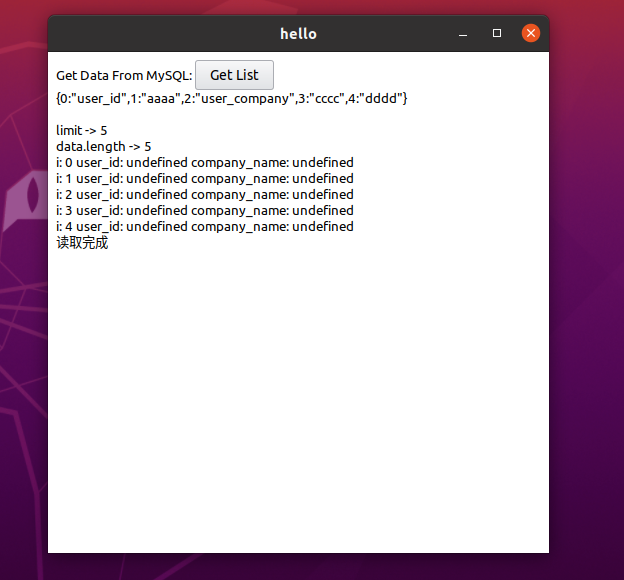 hello
Get Data From MySQL: Get List
{0:"user_id",1:"aaaa",2:"user_company",3:"cccc",4:"dddd"}
limit -> 5
data.length -> 5
i: 0 user_id: undefined company_name: undefined
i: 1 user_id: undefined company_name: undefined
i: 2 user_id: undefined company_name: undefined
i: 3 user_id: undefined company_name: undefined
i: 4 user_id: undefined company_name: undefined
读取完成